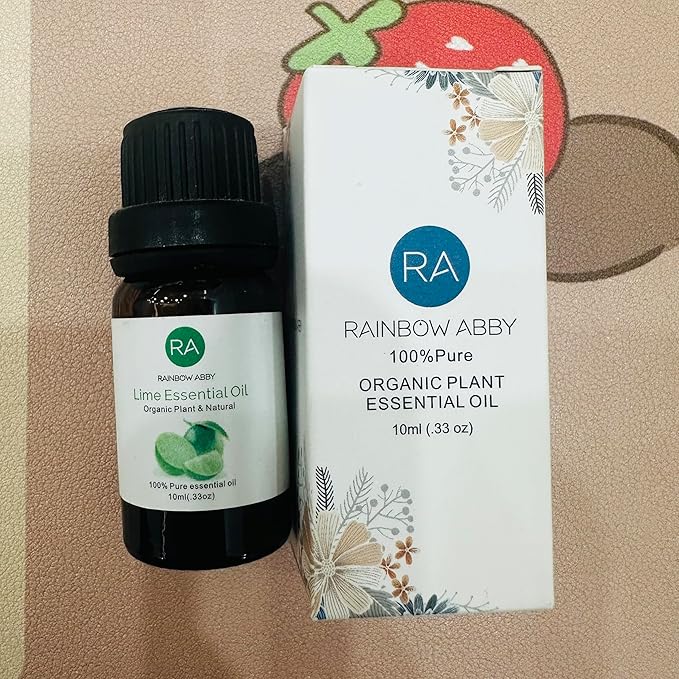 RA
RAINBOW ABBY
Lime Essential Oil
Organic Plant & Natural
100% Pure essential oil
10ml(.33oz)
RA
RAINBOW ABBY
100%Pure
ORGANIC PLANT
ESSENTIAL OIL
10ml (.33 oz)